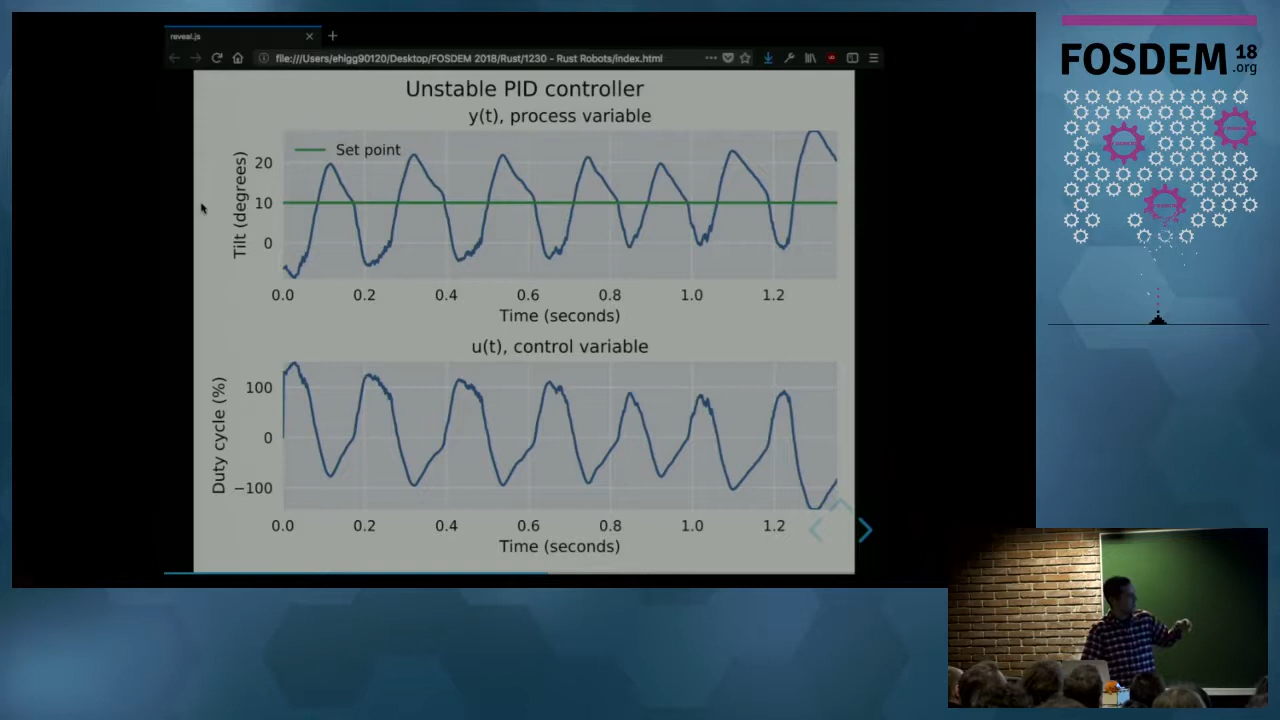 reveal.js
file:///Users/ehigg90120/Desktop/FOSDEM 2018/Rust/1230 - Rust Robots/index.html
Unstable PID controller
y(t), process variable
Set point
Tilt (degrees)
20
10
0
0.0 0.2 0.4 0.6 0.8 1.0 1.2
Time (seconds)
u(t), control variable
Duty cycle (%)
100
0
−100
0.0 0.2 0.4 0.6 0.8 1.0 1.2
Time (seconds)
FOSDEM 18
.org